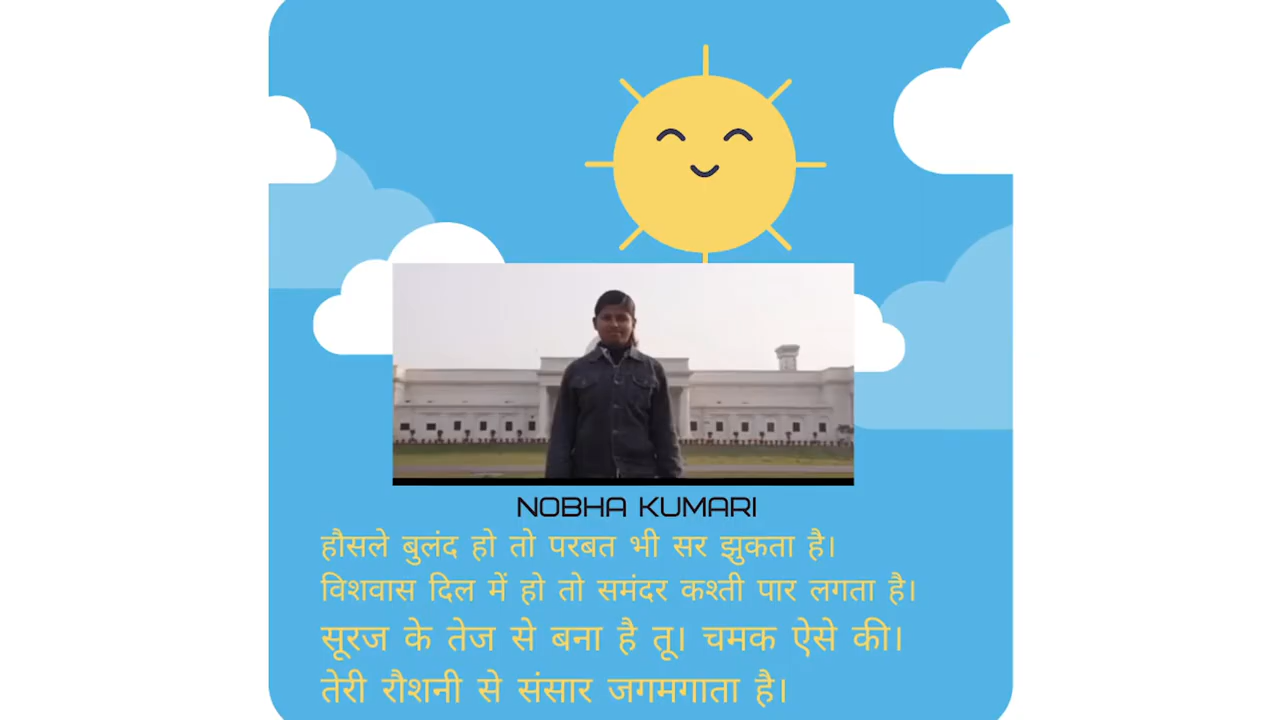 NOBHA KUMARI
हौसले बुलंद हो तो परबत भी सर झुकता है।
विशवास दिल में हो तो समंदर कश्ती पार लगता है।
सूरज के तेज से बना है तू। चमक ऐसे की।
तेरी रौशनी से संसार जगमगाता है।